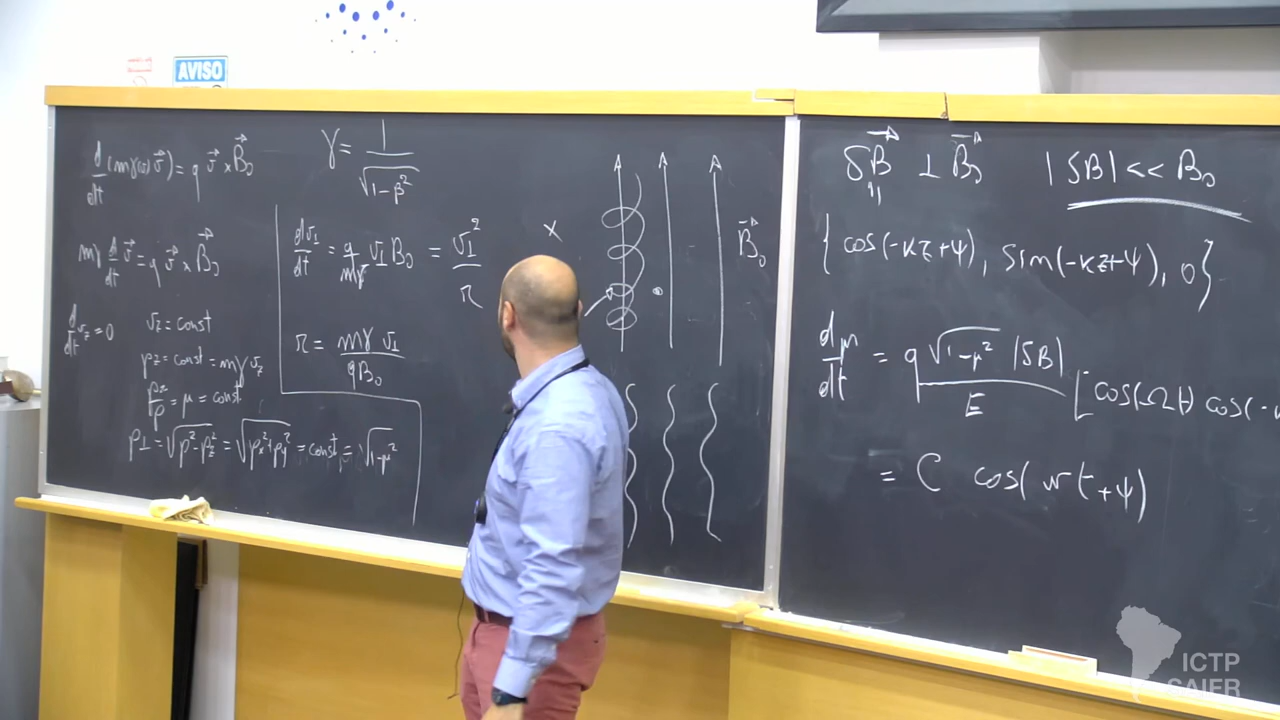 AVISO
d/dt (mγ(v) v⃗) = q v⃗ × B⃗₀
γ = 1/√(1-β²)
mγ d/dt v⃗ = q v⃗ × B⃗₀
d/dt v_z = 0
v_z = const
p_z = const = mγ v_z
p_z/p = μ = const
p⊥ = √(p²-p_z²) = √(p_x²+p_y²) = const = √(1-μ²)
dv⊥/dt = q/mγ v⊥ B₀ = v⊥²/r
r = mγ v⊥/qB₀
B⃗₀
δB⃗ ⊥ B⃗₀ |δB| << B₀
{cos(-kz+ψ), sin(-kz+ψ), 0}
dμ/dt = q √(1-μ²) |δB|/E [cos(Ωt) cos(-
= C cos(wt+ψ)
ICTP
SAIFR